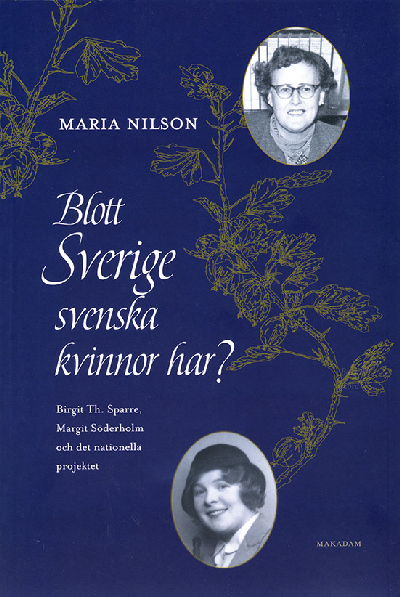 MARIA NILSON
Blott
Sverige
svenska
kvinnor har?
Birgit Th. Sparre,
Margit Söderholm
och det nationella
projektet
MAKADAM